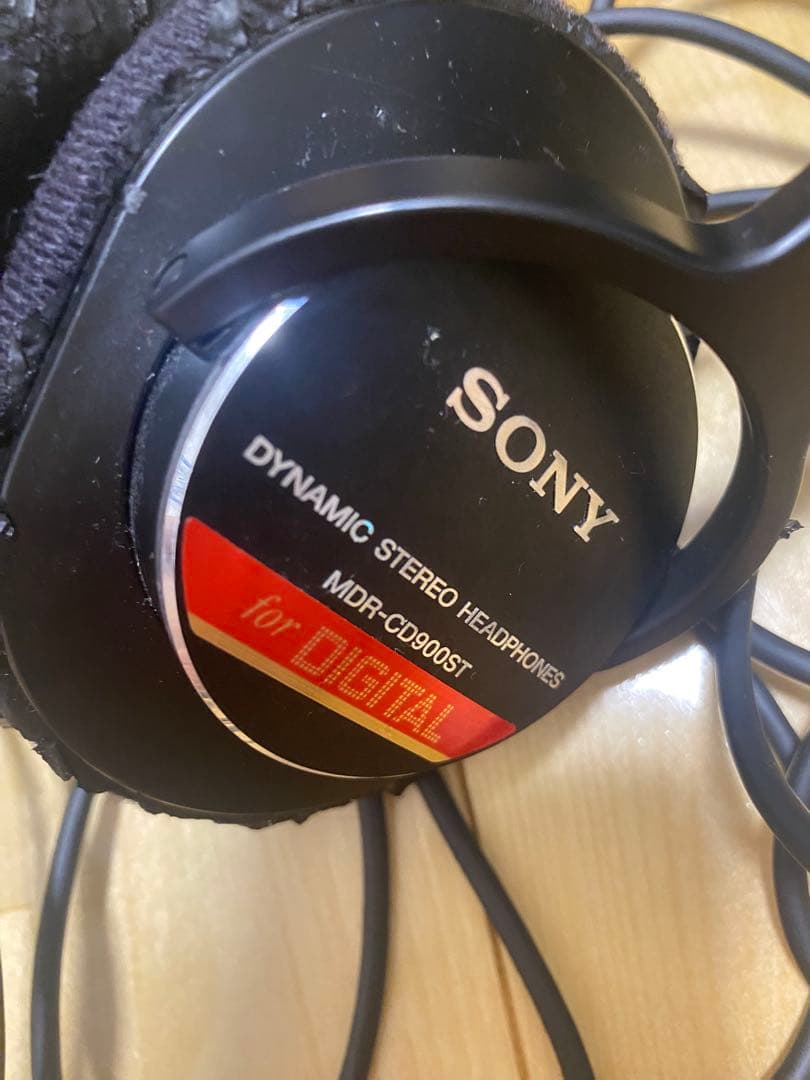 SONY
DYNAMIC STEREO HEADPHONES
MDR-CD900ST
for DIGITAL